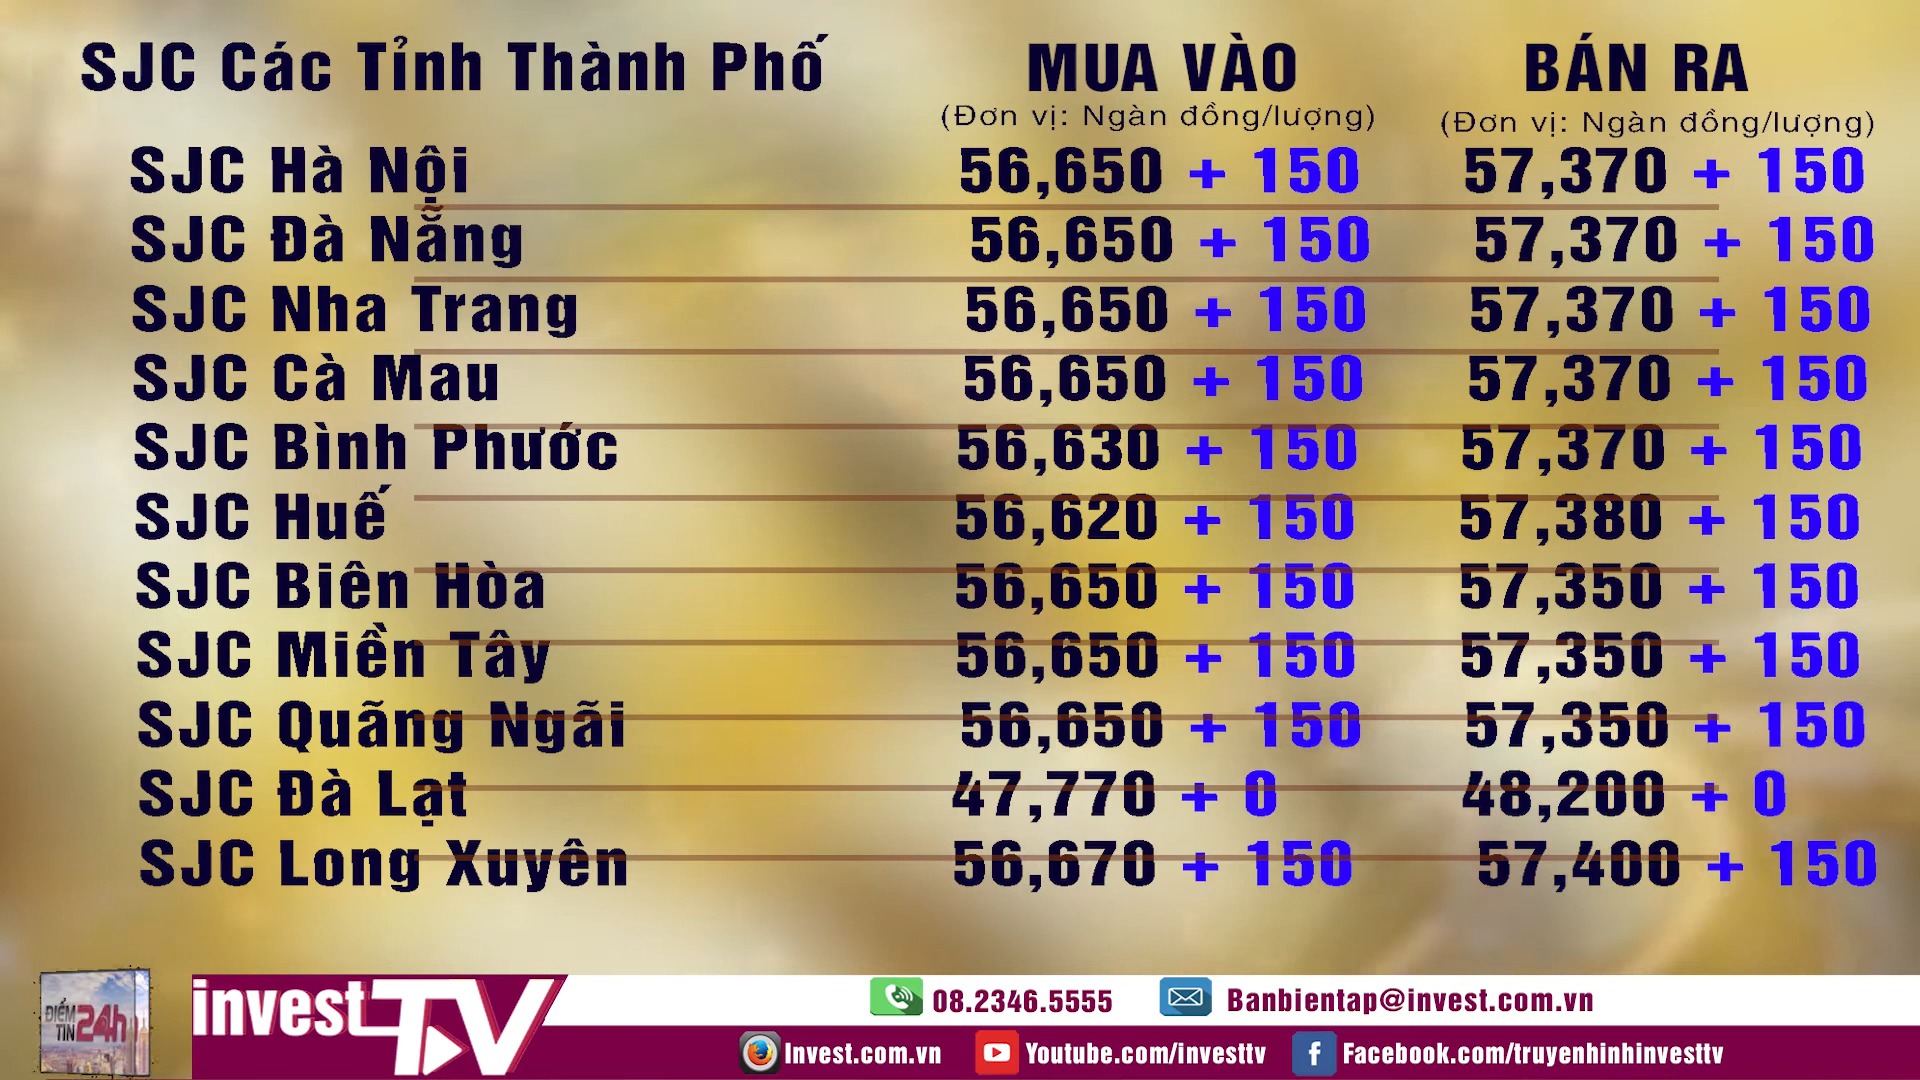 SJC Các Tỉnh Thành Phố MUA VÀO BÁN RA
(Đơn vị: Ngàn đồng/lượng) (Đơn vị: Ngàn đồng/lượng)
SJC Hà Nội 56,650 + 150 57,370 + 150
SJC Đà Nẵng 56,650 + 150 57,370 + 150
SJC Nha Trang 56,650 + 150 57,370 + 150
SJC Cà Mau 56,650 + 150 57,370 + 150
SJC Bình Phước 56,630 + 150 57,370 + 150
SJC Huế 56,620 + 150 57,380 + 150
SJC Biên Hòa 56,650 + 150 57,350 + 150
SJC Miền Tây 56,650 + 150 57,350 + 150
SJC Quãng Ngãi 56,650 + 150 57,350 + 150
SJC Đà Lạt 47,770 + 0 48,200 + 0
SJC Long Xuyên 56,670 + 150 57,400 + 150
ĐIỂM TIN 24h
invest TV
08.2346.5555 Banbientap@invest.com.vn
Invest.com.vn Youtube.com/investtv Facebook.com/truyenhinhinvesttv